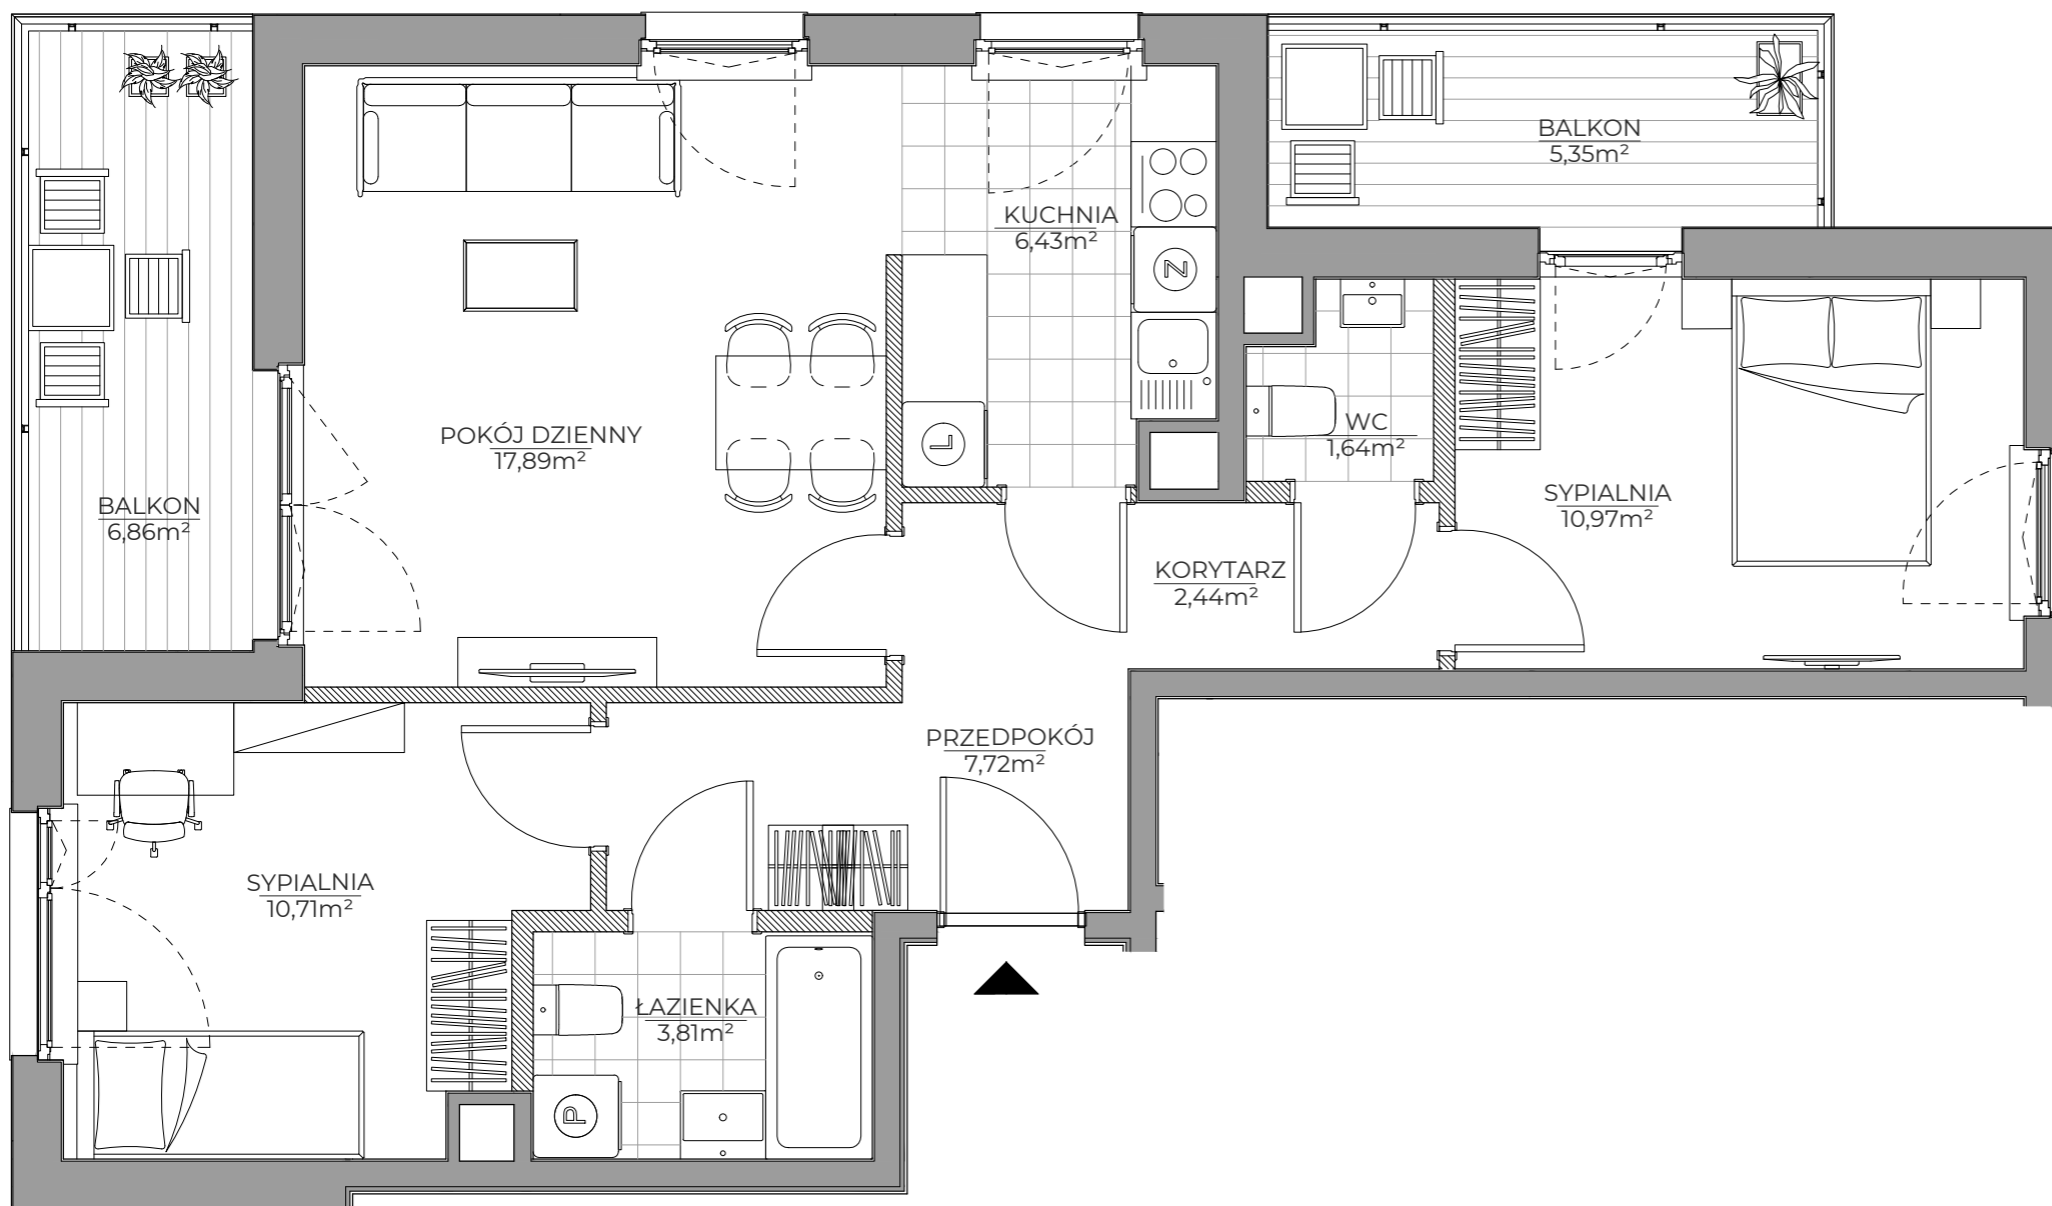 BALKON
5,35m²
KUCHNIA
6,43m²
N
POKÓJ DZIENNY
17,89m²
L
WC
1,64m²
BALKON
6,86m²
SYPIALNIA
10,97m²
KORYTARZ
2,44m²
PRZEDPOKÓJ
7,72m²
SYPIALNIA
10,71m²
ŁAZIENKA
3,81m²
P